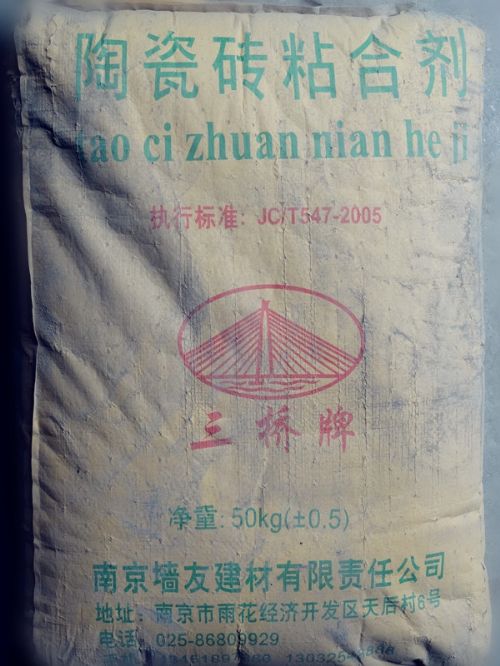 陶瓷砖粘合剂
tao ci zhuan nian he ji
执行标准: JC/T547-2005
三桥牌
净重: 50kg(±0.5)
南京墙友建材有限责任公司
地址: 南京市雨花经济开发区天后村6号
电话: 025-86809929